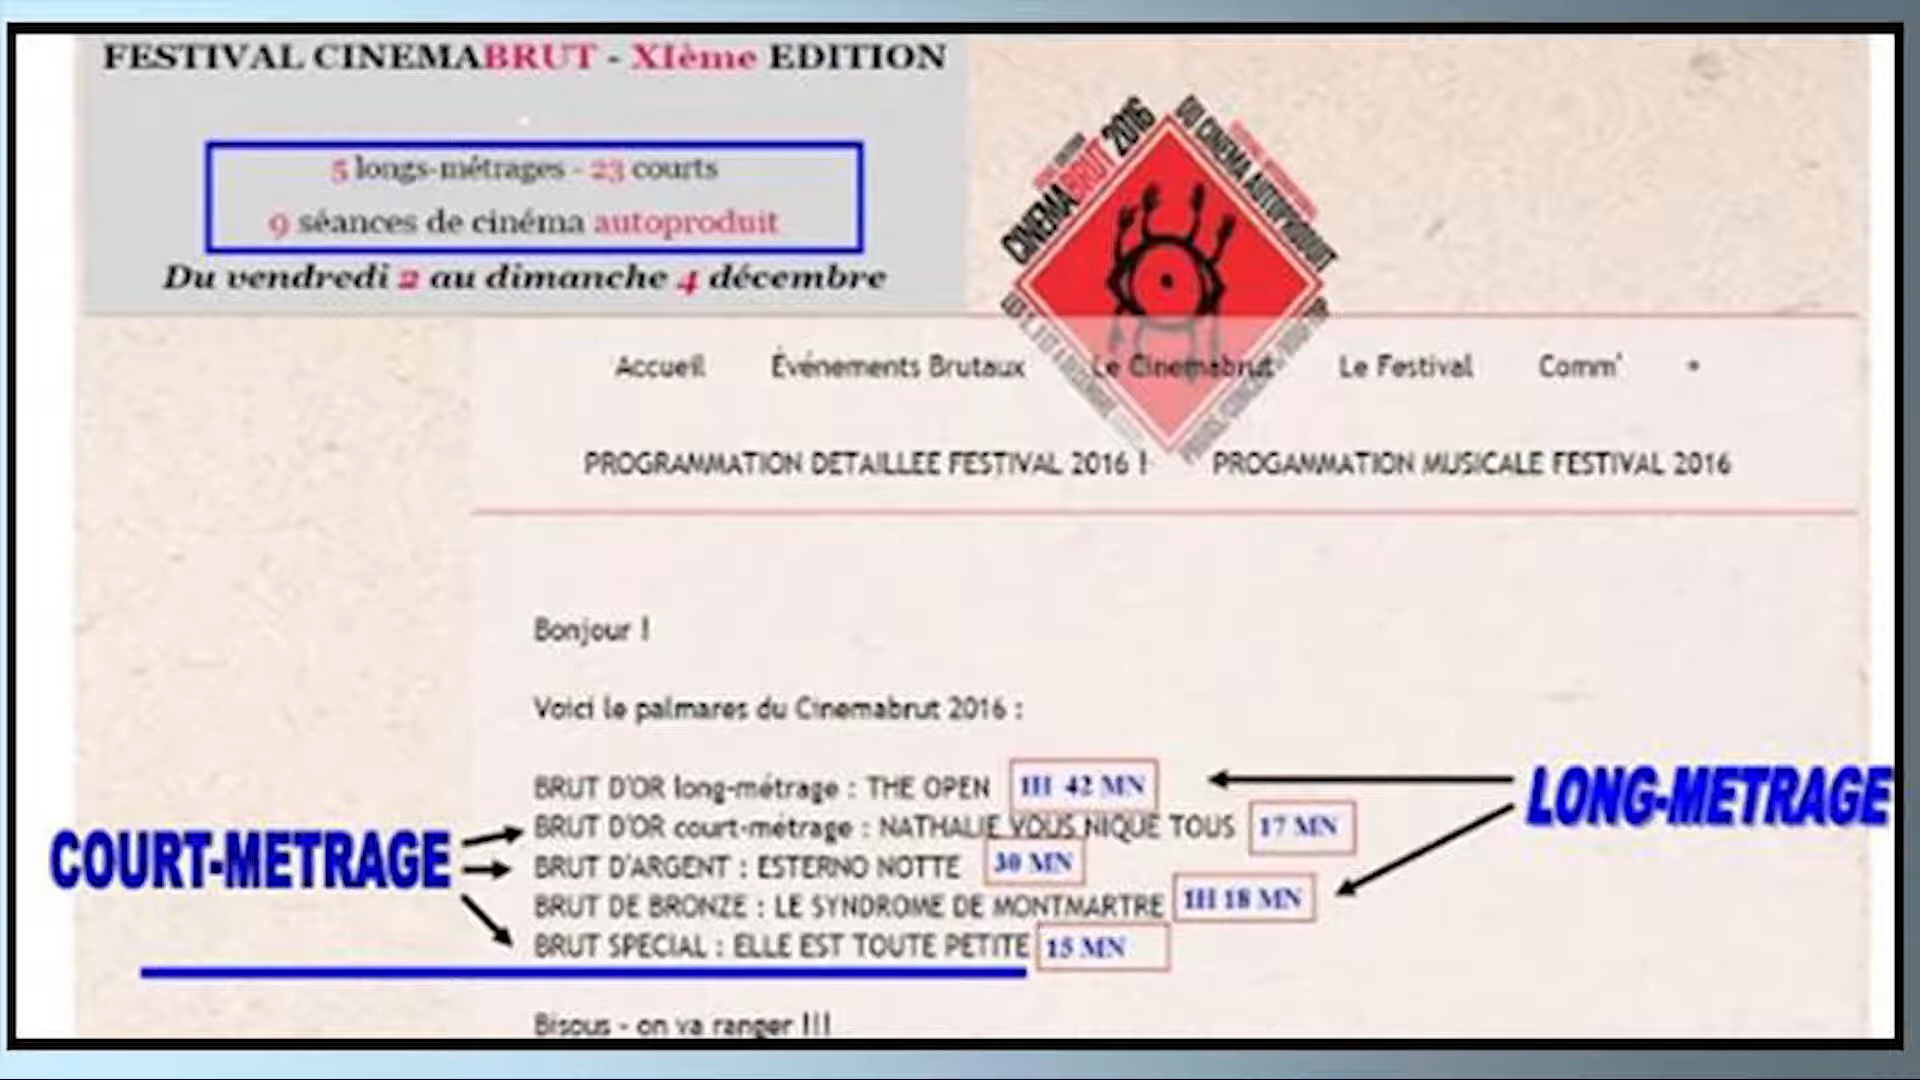 FESTIVAL CINEMABRUT - XIème EDITION
5 longs-métrages - 23 courts
9 séances de cinéma autoproduit
Du vendredi 2 au dimanche 4 décembre
CINEMABRUT 2016
DU CINEMA AUTOPRODUIT
Accueil Événements Brutaux Le Cinemabrut Le Festival Comm' +
PROGRAMMATION DETAILLEE FESTIVAL 2016 ! PROGAMMATION MUSICALE FESTIVAL 2016
Bonjour !
Voici le palmares du Cinemabrut 2016 :
BRUT D'OR long-métrage : THE OPEN 1H 42 MN
LONG-METRAGE
BRUT D'OR court-métrage : NATHALIE VOUS NIQUE TOUS 17 MN
COURT-METRAGE
BRUT D'ARGENT : ESTERNO NOTTE 30 MN
BRUT DE BRONZE : LE SYNDROME DE MONTMARTRE 1H 18 MN
BRUT SPECIAL : ELLE EST TOUTE PETITE 15 MN
Bisous - on va ranger !!!